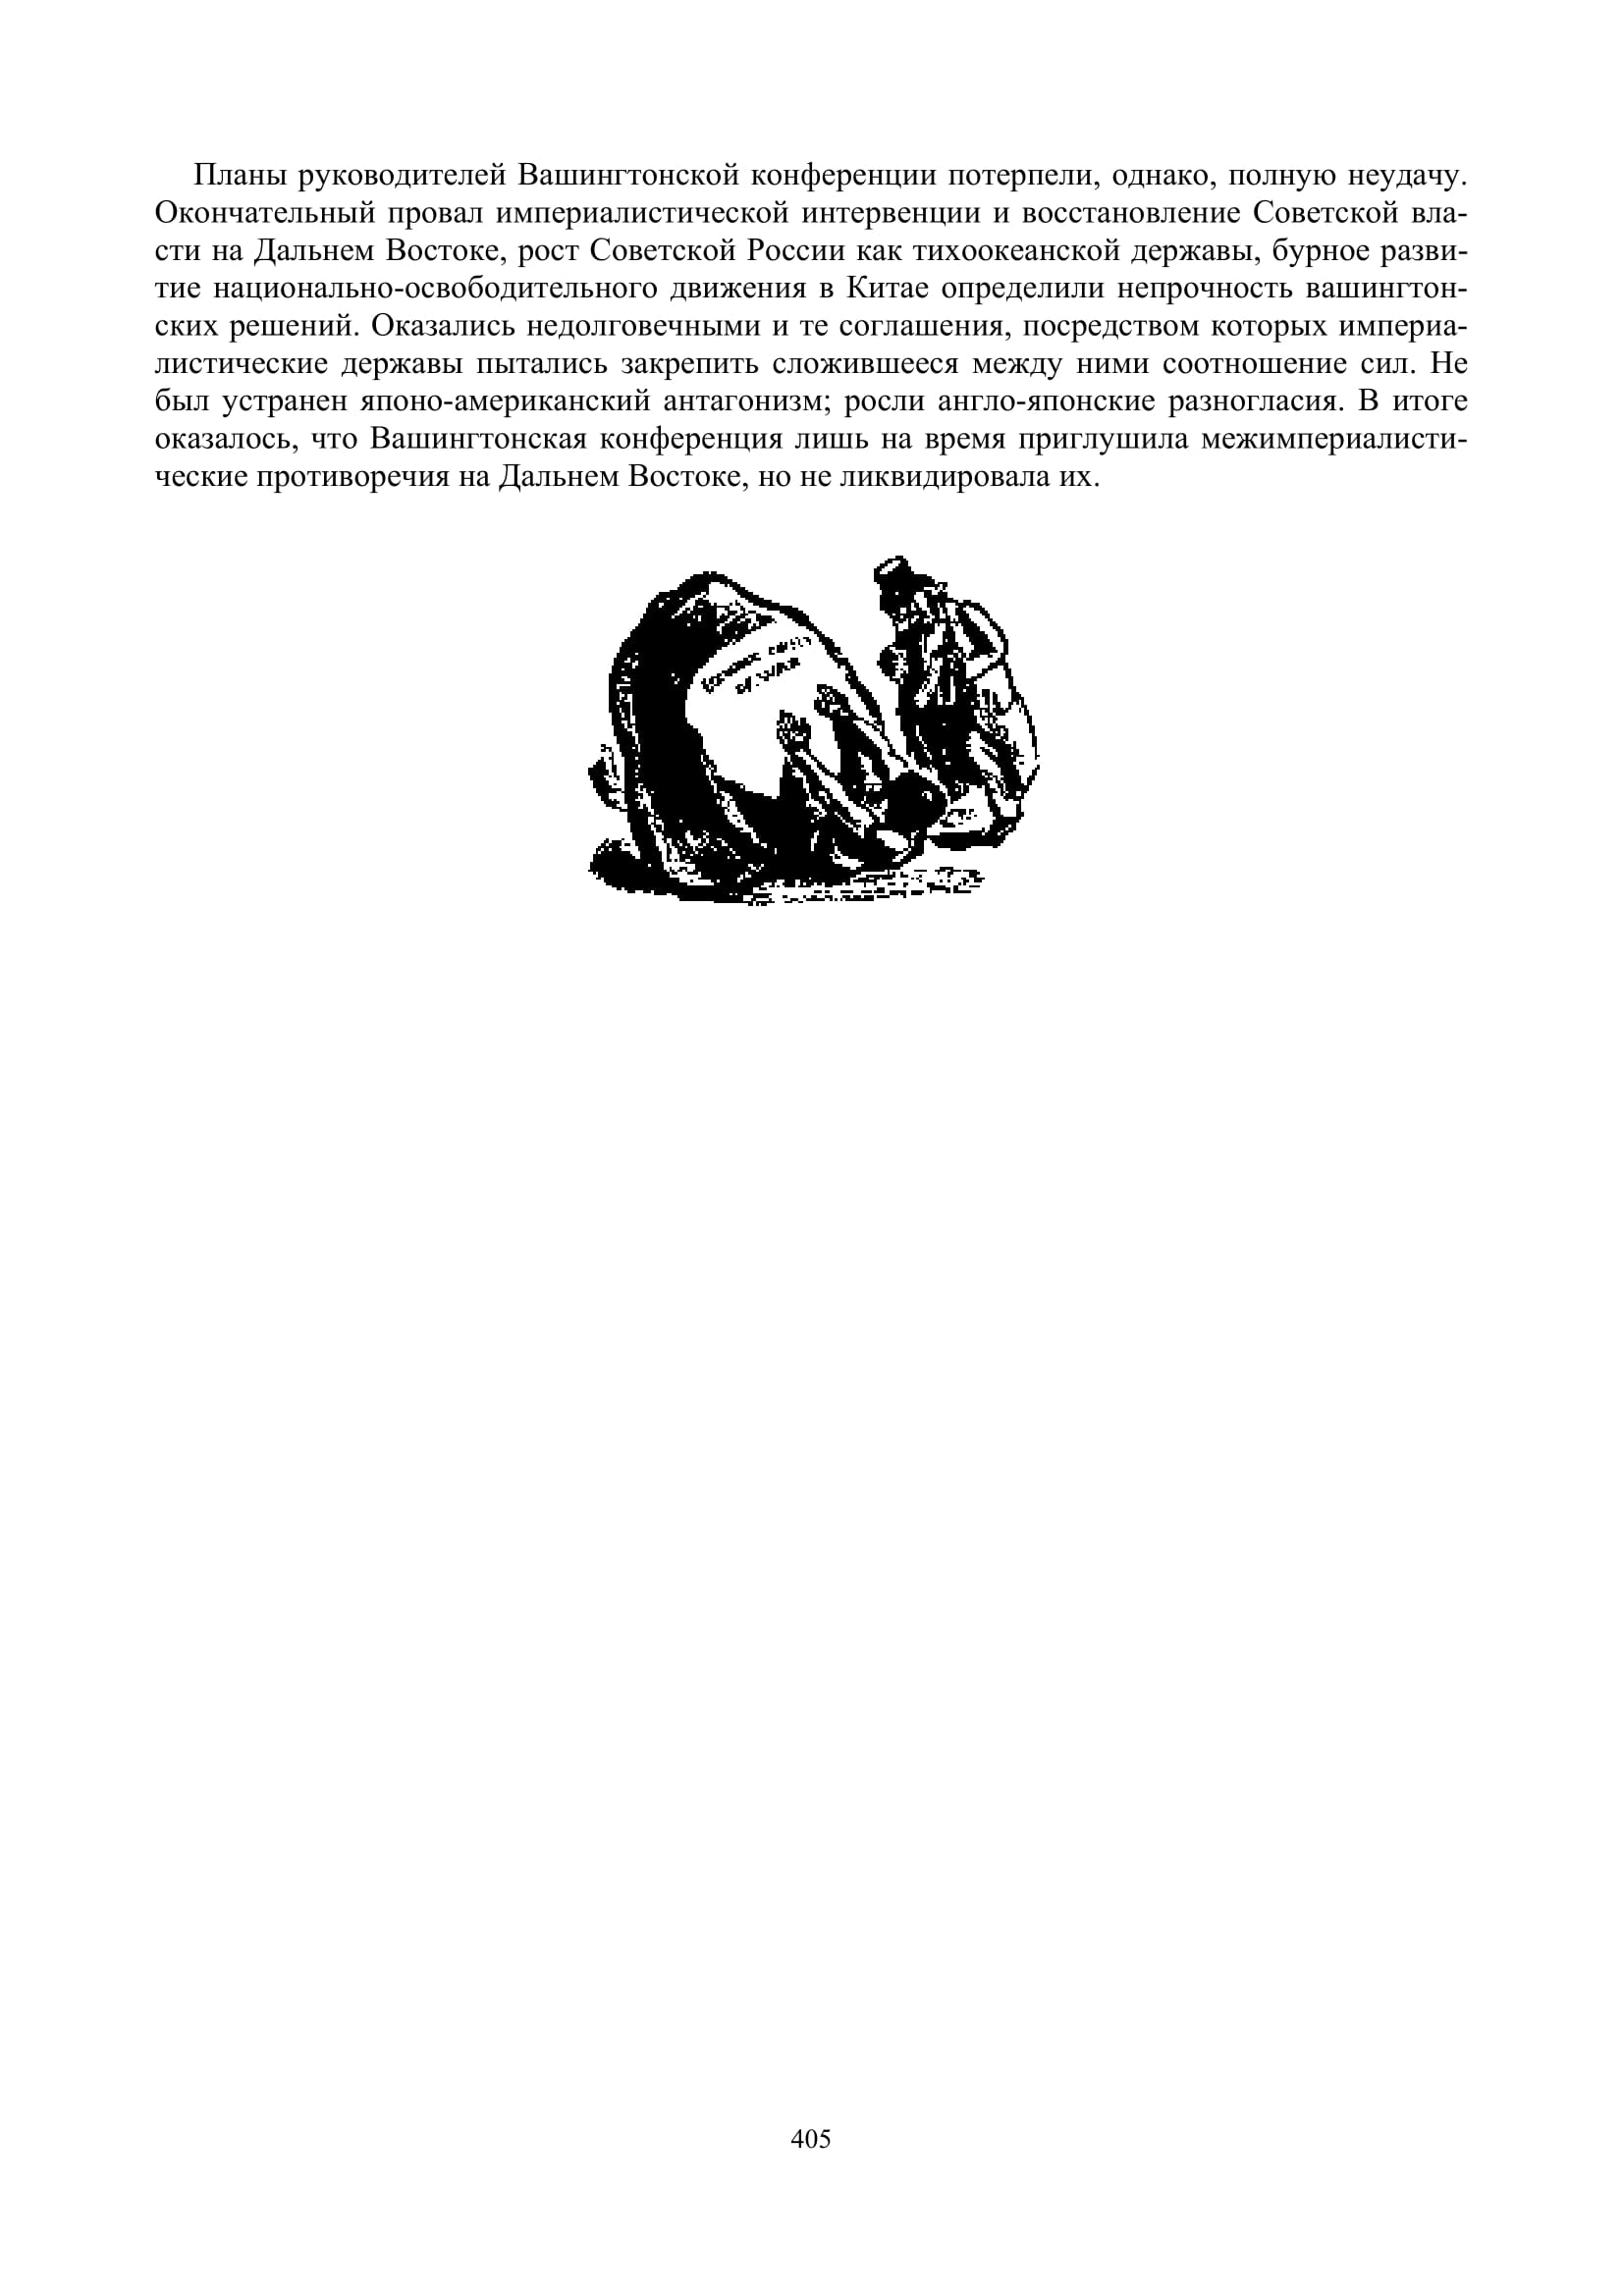 Планы руководителей Вашингтонской конференции потерпели, однако, полную неудачу.
Окончательный провал империалистической интервенции и восстановление Советской вла-
сти на Дальнем Востоке, рост Советской России как тихоокеанской державы, бурное разви-
тие национально-освободительного движения в Китае определили непрочность вашингтон-
ских решений. Оказались недолговечными и те соглашения, посредством которых империа-
листические державы пытались закрепить сложившееся между ними соотношение сил. Не
был устранен японо-американский антагонизм; росли англо-японские разногласия. В итоге
оказалось, что Вашингтонская конференция лишь на время приглушила межимпериалисти-
ческие противоречия на Дальнем Востоке, но не ликвидировала их.
405